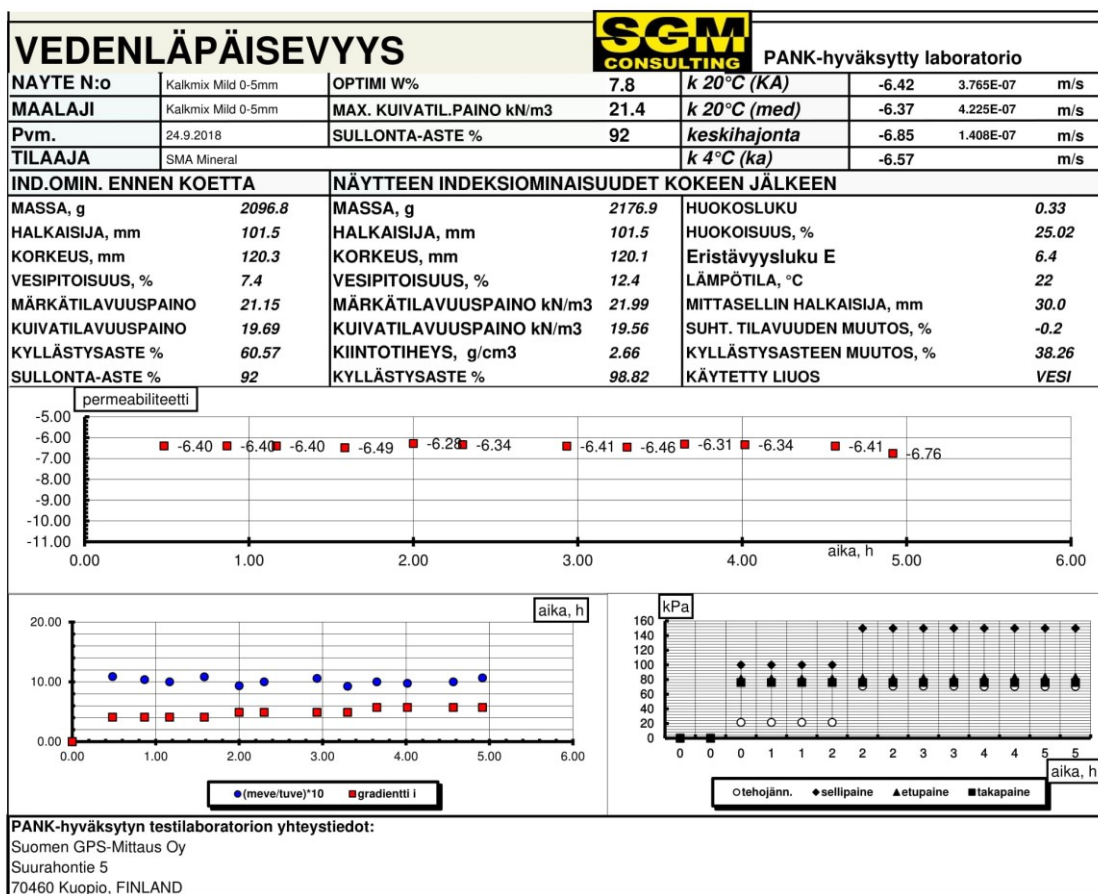 VEDENLÄPÄISEVYYS
SGM
CONSULTING
PANK-hyväksytty laboratorio
NAYTE N:o Kalkmix Mild 0-5mm OPTIMI W% 7.8 k 20°C (KA) -6.42 3.765E-07 m/s
MAALAJI Kalkmix Mild 0-5mm MAX. KUIVATIL.PAINO kN/m3 21.4 k 20°C (med) -6.37 4.225E-07 m/s
Pvm. 24.9.2018 SULLONTA-ASTE % 92 keskihajonta -6.85 1.408E-07 m/s
TILAAJA SMA Mineral k 4°C (ka) -6.57 m/s
IND.OMIN. ENNEN KOETTA NÄYTTEEN INDEKSIOMINAISUUDET KOKEEN JÄLKEEN
MASSA, g 2096.8 MASSA, g 2176.9 HUOKOSLUKU 0.33
HALKAISIJA, mm 101.5 HALKAISIJA, mm 101.5 HUOKOISUUS, % 25.02
KORKEUS, mm 120.3 KORKEUS, mm 120.1 Eristävyysluku E 6.4
VESIPITOISUUS, % 7.4 VESIPITOISUUS, % 12.4 LÄMPÖTILA, °C 22
MÄRKÄTILAVUUSPAINO 21.15 MÄRKÄTILAVUUSPAINO kN/m3 21.99 MITTASELLIN HALKAISIJA, mm 30.0
KUIVATILAVUUSPAINO 19.69 KUIVATILAVUUSPAINO kN/m3 19.56 SUHT. TILAVUUDEN MUUTOS, % -0.2
KYLLÄSTYSASTE % 60.57 KIINTOTIHEYS, g/cm3 2.66 KYLLÄSTYSASTEEN MUUTOS, % 38.26
SULLONTA-ASTE % 92 KYLLÄSTYSASTE % 98.82 KÄYTETTY LIUOS VESI
permeabiliteetti
-5.00
-6.00
-7.00
-8.00
-9.00
-10.00
-11.00
-6.40 -6.40 -6.40 -6.49 -6.28 -6.34 -6.41 -6.46 -6.31 -6.34 -6.41 -6.76
aika, h
0.00 1.00 2.00 3.00 4.00 5.00 6.00
aika, h
20.00
10.00
0.00
0.00 1.00 2.00 3.00 4.00 5.00 6.00
(meve/tuve)*10 gradientti i
kPa
160
140
120
100
80
60
40
20
0
0 0 0 1 1 2 2 2 3 3 4 4 5 5
aika, h
tehojänn. sellipaine etupaine takapaine
PANK-hyväksytyn testilaboratorion yhteystiedot:
Suomen GPS-Mittaus Oy
Suurahontie 5
70460 Kuopio, FINLAND